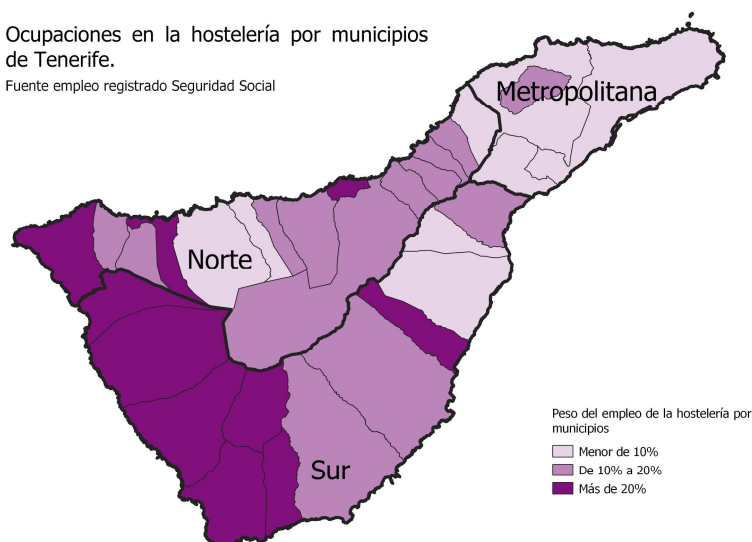 Ocupaciones en la hostelería por municipios
de Tenerife.
Fuente empleo registrado Seguridad Social
Metropolitana
Norte
Sur
Peso del empleo de la hostelería por
municipios
Menor de 10%
De 10% a 20%
Más de 20%